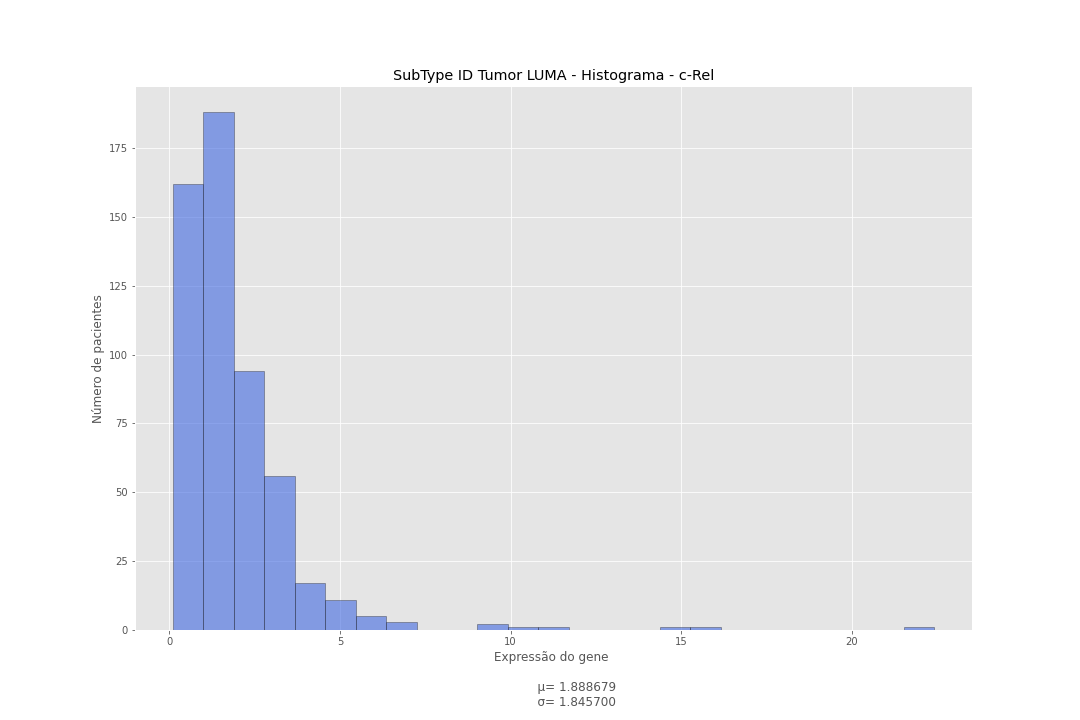 SubType ID Tumor LUMA - Histograma - c-Rel
175
150
125
100
75
50
25
0
Número de pacientes
0 5 10 15 20
Expressão do gene
μ= 1.888679
σ= 1.845700